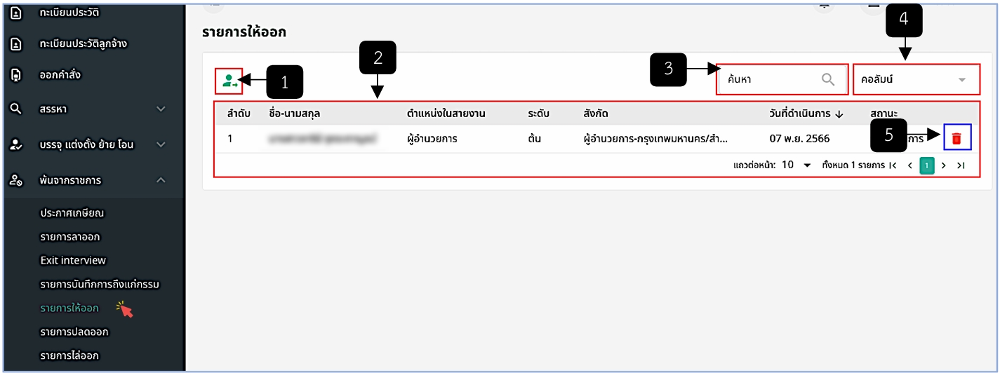 ทะเบียนประวัติ
ทะเบียนประวัติลูกจ้าง
ออกคำสั่ง
สรรหา
บรรจุ แต่งตั้ง ย้าย โอน
พ้นจากราชการ
ประกาศเกษียณ
รายการลาออก
Exit interview
รายการบันทึกการถึงแก่กรรม
รายการให้ออก
รายการปลดออก
รายการไล่ออก
รายการให้ออก
1
2
3
4
ค้นหา
คอลัมน์
ลำดับ ชื่อ-นามสกุล ตำแหน่งในสายงาน ระดับ สังกัด วันที่ดำเนินการ สถานะ
1 ผู้อำนวยการ ต้น ผู้อำนวยการ-กรุงเทพมหานคร/สำ... 07 พ.ย. 2566 การ
5
แถวต่อหน้า: 10 ทั้งหมด 1 รายการ 1